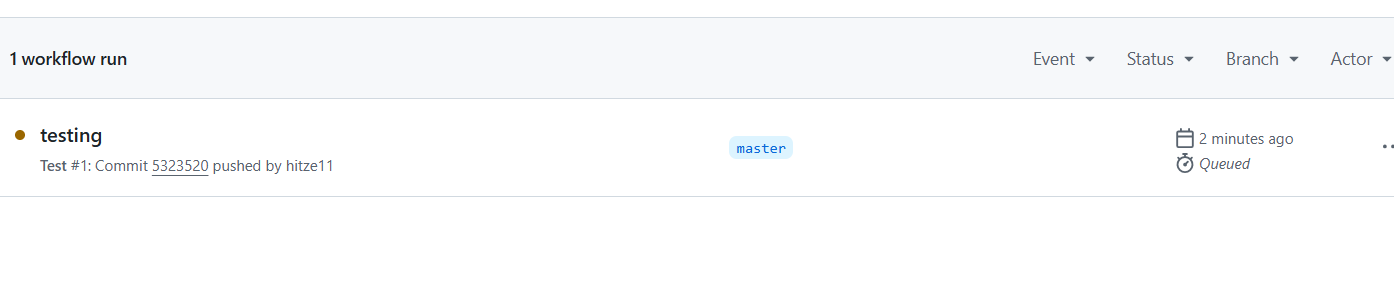 1 workflow run
Event Status Branch Actor
testing
Test #1: Commit 5323520 pushed by hitze11
master
2 minutes ago
Queued